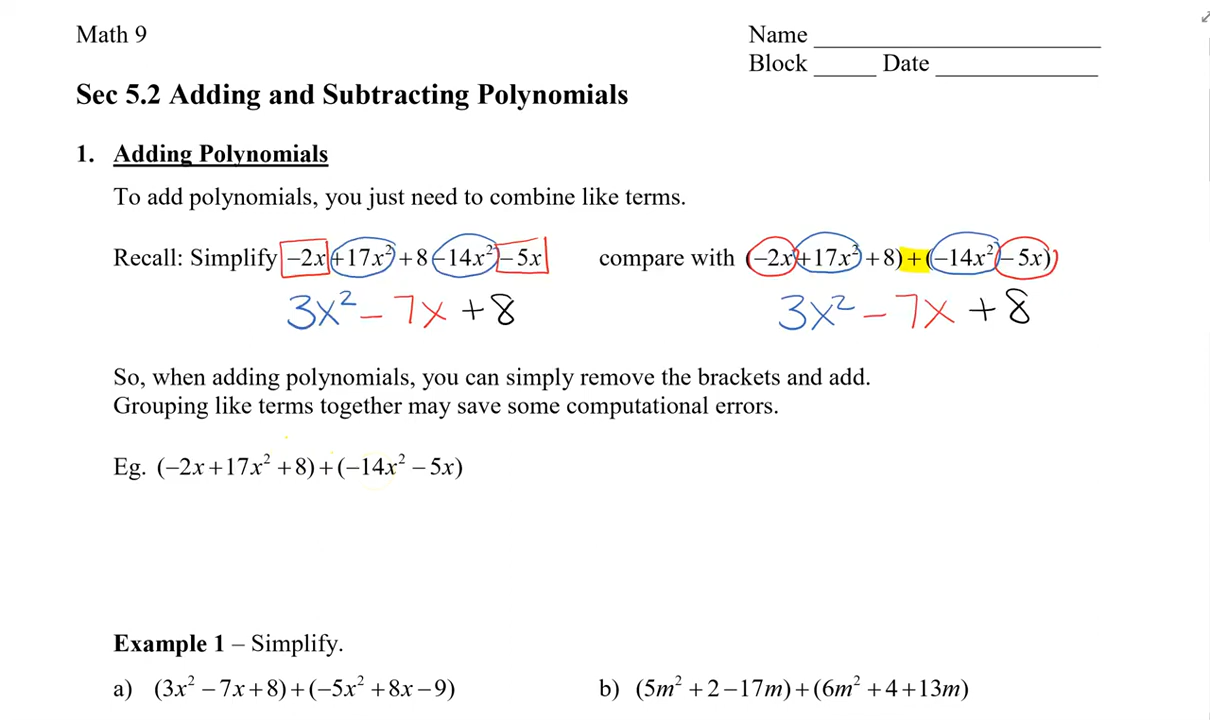 Math 9 Name
Block Date
Sec 5.2 Adding and Subtracting Polynomials
1. Adding Polynomials
To add polynomials, you just need to combine like terms.
Recall: Simplify −2x+17x²+8−14x²−5x compare with (−2x+17x²+8)+(−14x²−5x)
3x² − 7x + 8 3x² − 7x + 8
So, when adding polynomials, you can simply remove the brackets and add.
Grouping like terms together may save some computational errors.
Eg. (−2x+17x²+8)+(−14x²−5x)
Example 1 – Simplify.
a) (3x²−7x+8)+(−5x²+8x−9) b) (5m²+2−17m)+(6m²+4+13m)